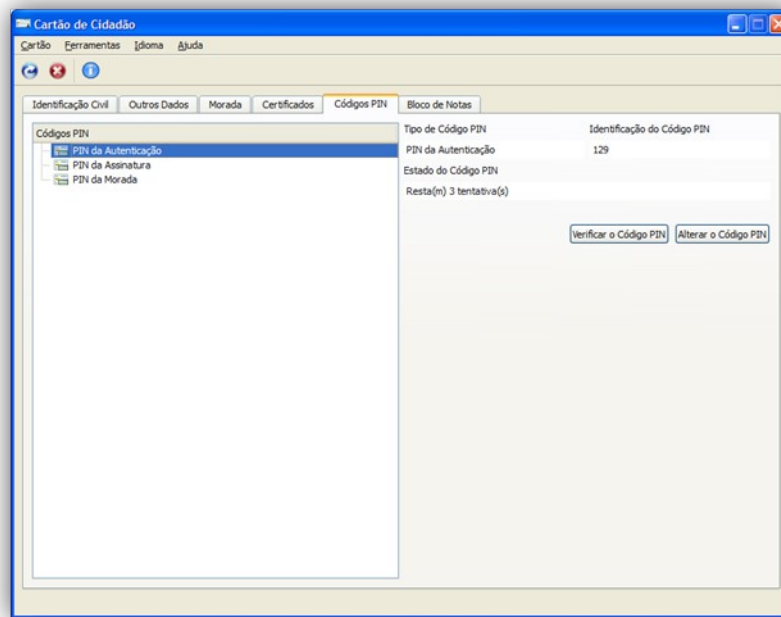 Cartão de Cidadão
Cartão Ferramentas Idioma Ajuda
Identificação Civil Outros Dados Morada Certificados Códigos PIN Bloco de Notas
Códigos PIN
PIN da Autenticação
PIN da Assinatura
PIN da Morada
Tipo de Código PIN Identificação do Código PIN
PIN da Autenticação 129
Estado do Código PIN
Resta(m) 3 tentativa(s)
Verificar o Código PIN Alterar o Código PIN